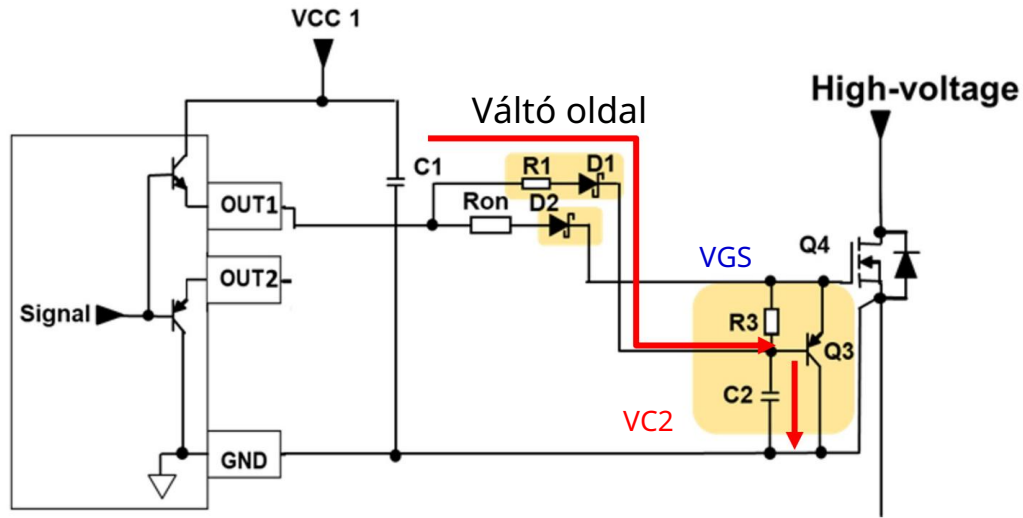 VCC 1
High-voltage
Váltó oldal
C1
R1
D1
Ron
D2
OUT1
Q4
VGS
OUT2
Signal
R3
Q3
C2
VC2
GND